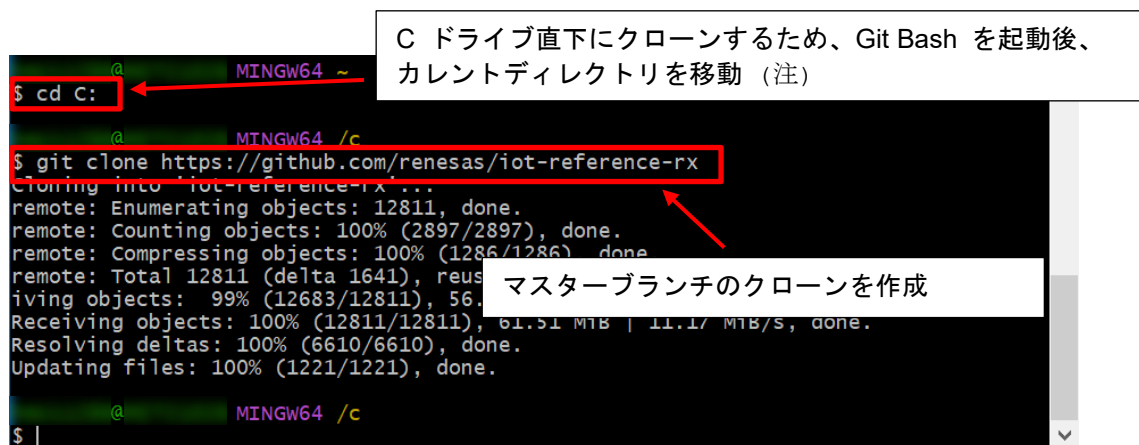 C ドライブ直下にクローンするため、Git Bash を起動後、
カレントディレクトリを移動 (注)
@ MINGW64 ~
$ cd C:
@ MINGW64 /c
$ git clone https://github.com/renesas/iot-reference-rx
Cloning into 'iot-reference-rx'...
remote: Enumerating objects: 12811, done.
remote: Counting objects: 100% (2897/2897), done.
remote: Compressing objects: 100% (1286/1286), done
remote: Total 12811 (delta 1641), reus
マスターブランチのクローンを作成
iving objects: 99% (12683/12811), 56.
Receiving objects: 100% (12811/12811), 61.51 MiB | 11.17 MiB/s, done.
Resolving deltas: 100% (6610/6610), done.
Updating files: 100% (1221/1221), done.
@ MINGW64 /c
$